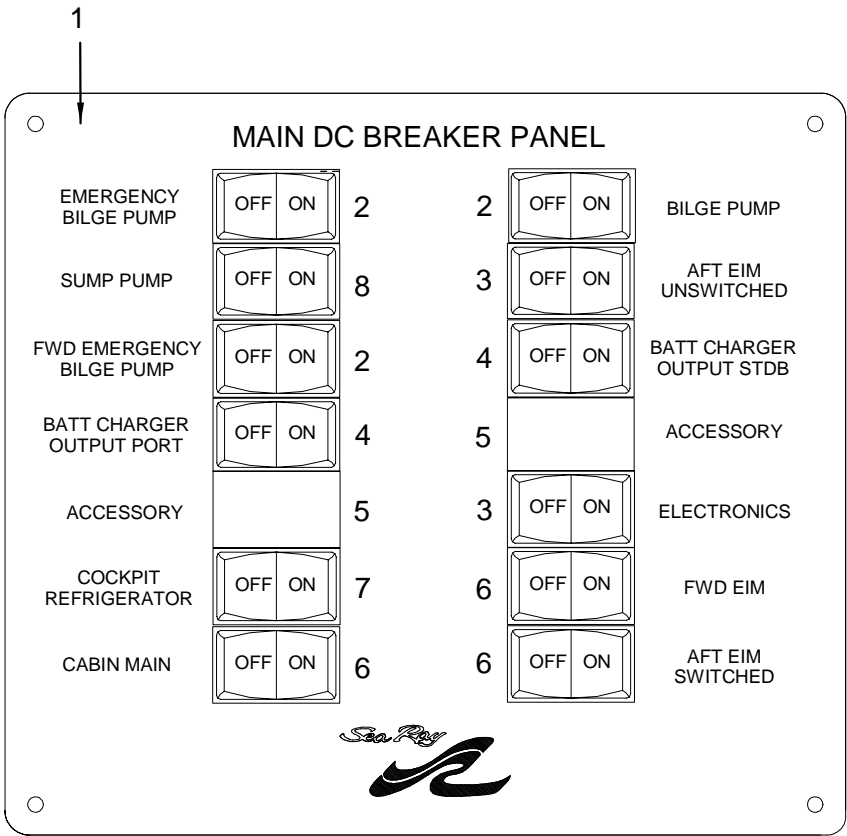 1
MAIN DC BREAKER PANEL
EMERGENCY
BILGE PUMP
OFF ON
2
2
OFF ON
BILGE PUMP
SUMP PUMP
OFF ON
8
3
OFF ON
AFT EIM
UNSWITCHED
FWD EMERGENCY
BILGE PUMP
OFF ON
2
4
OFF ON
BATT CHARGER
OUTPUT STDB
BATT CHARGER
OUTPUT PORT
OFF ON
4
5
ACCESSORY
ACCESSORY
5
3
OFF ON
ELECTRONICS
COCKPIT
REFRIGERATOR
OFF ON
7
6
OFF ON
FWD EIM
CABIN MAIN
OFF ON
6
6
OFF ON
AFT EIM
SWITCHED
Sea Ray